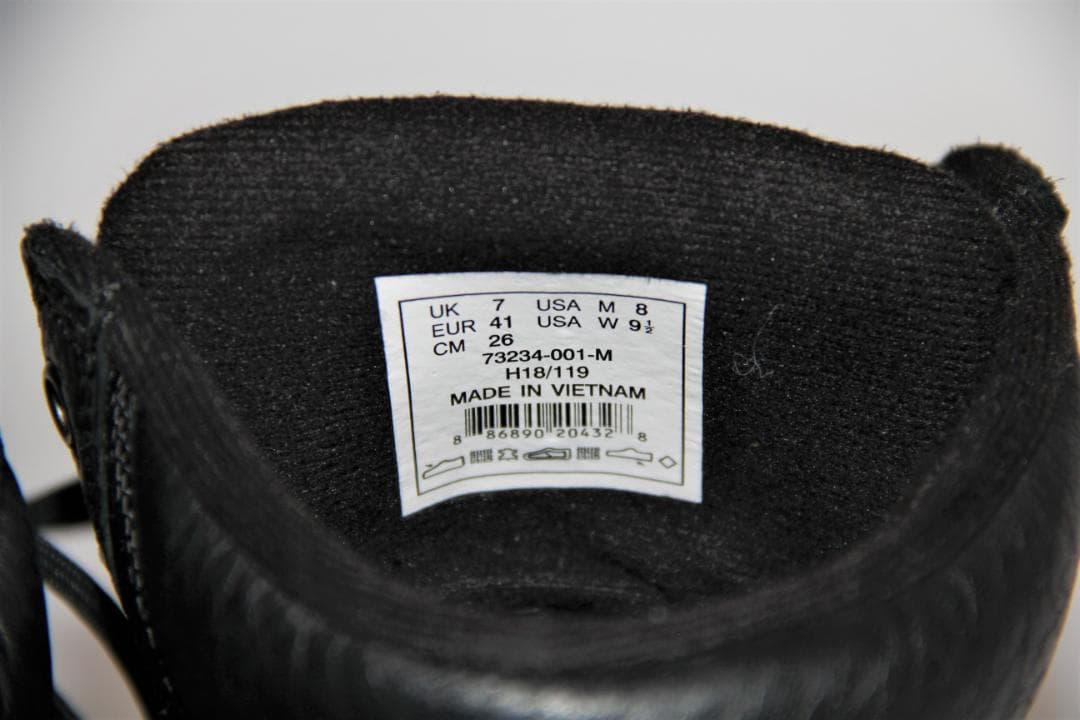 UK 7 USA M 8
EUR 41 USA W 9½
CM 26
73234-001-M
H18/119
MADE IN VIETNAM
8 86890 20432 8